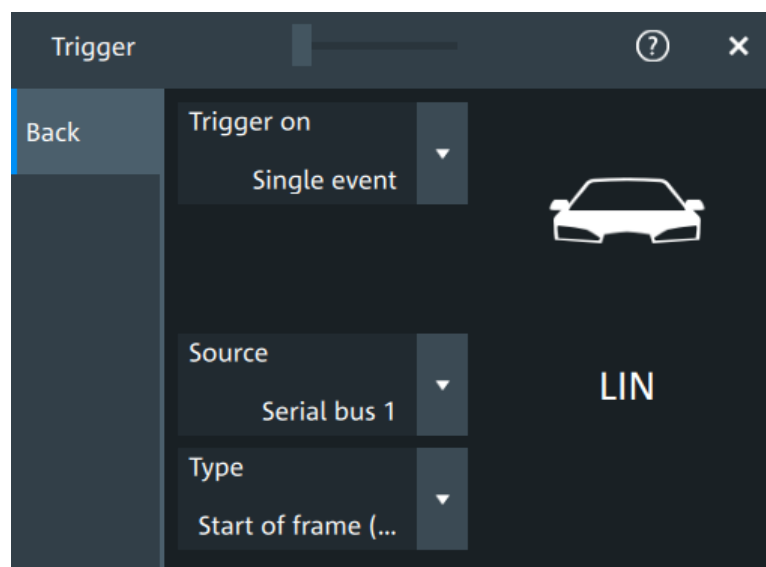 Trigger
?
Back
Trigger on
Single event
Source
Serial bus 1
LIN
Type
Start of frame (...